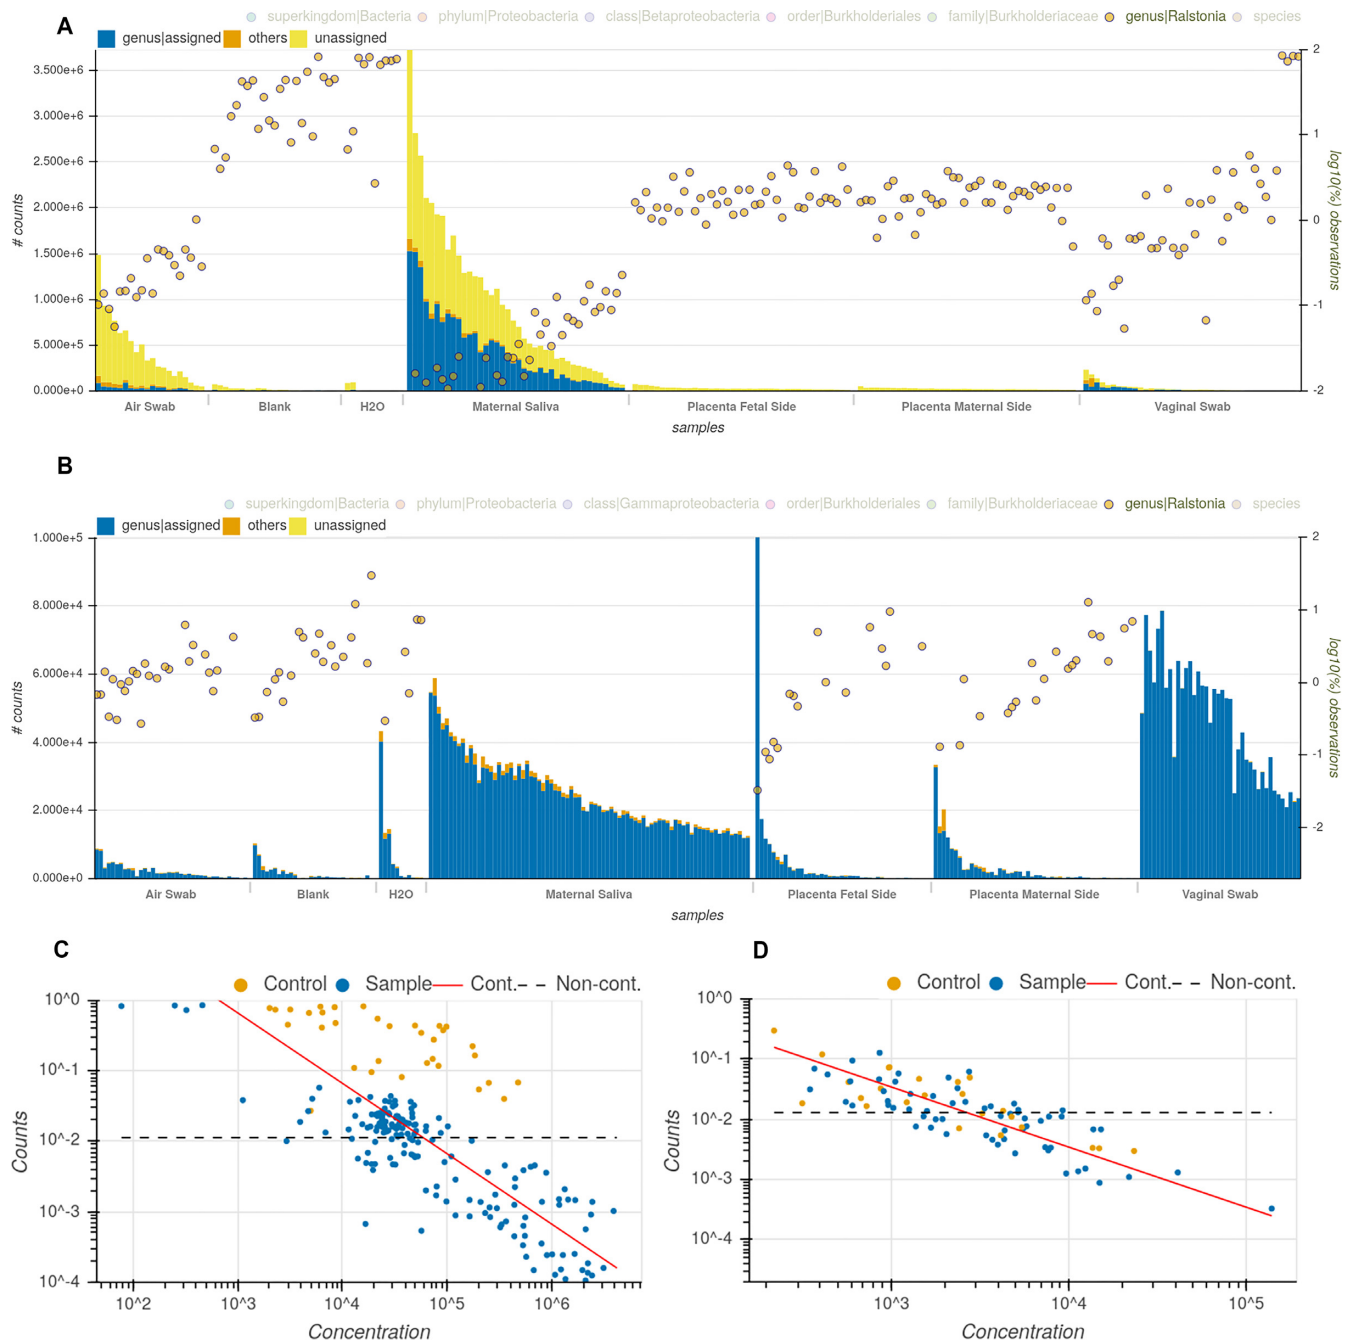 A
superkingdom|Bacteria phylum|Proteobacteria class|Betaproteobacteria order|Burkholderiales family|Burkholderiaceae genus|Ralstonia species
genus|assigned others unassigned
3.500e+6
3.000e+6
2.500e+6
2.000e+6
1.500e+6
1.000e+6
5.000e+5
0.000e+0
# counts
2
1
0
-1
-2
log10(%) observations
Air Swab Blank H2O Maternal Saliva Placenta Fetal Side Placenta Maternal Side Vaginal Swab
samples
B
superkingdom|Bacteria phylum|Proteobacteria class|Gammaproteobacteria order|Burkholderiales family|Burkholderiaceae genus|Ralstonia species
genus|assigned others unassigned
1.000e+5
8.000e+4
6.000e+4
4.000e+4
2.000e+4
0.000e+0
# counts
2
1
0
-1
-2
log10(%) observations
Air Swab Blank H2O Maternal Saliva Placenta Fetal Side Placenta Maternal Side Vaginal Swab
samples
C
Control Sample Cont. Non-cont.
10^0
10^-1
10^-2
10^-3
10^-4
Counts
10^2 10^3 10^4 10^5 10^6
Concentration
D
Control Sample Cont. Non-cont.
10^0
10^-1
10^-2
10^-3
10^-4
Counts
10^3 10^4 10^5
Concentration